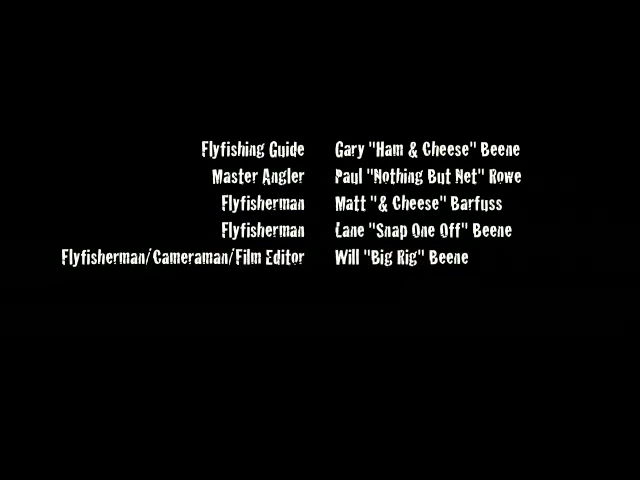 Flyfishing Guide Gary "Ham & Cheese" Beene
Master Angler Paul "Nothing But Net" Rowe
Flyfisherman Matt "& Cheese" Barfuss
Flyfisherman Lane "Snap One Off" Beene
Flyfisherman/Cameraman/Film Editor Will "Big Rig" Beene